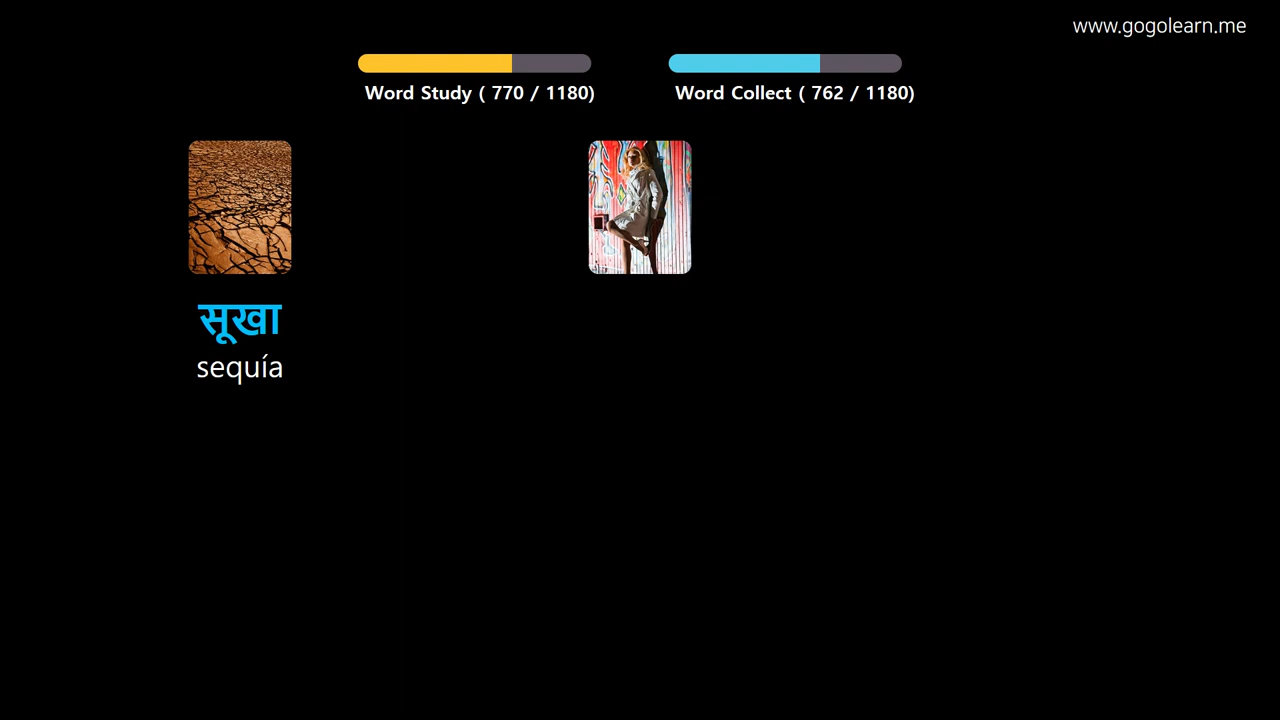 www.gogolearn.me
Word Study ( 770 / 1180)
Word Collect ( 762 / 1180)
सूखा
sequía